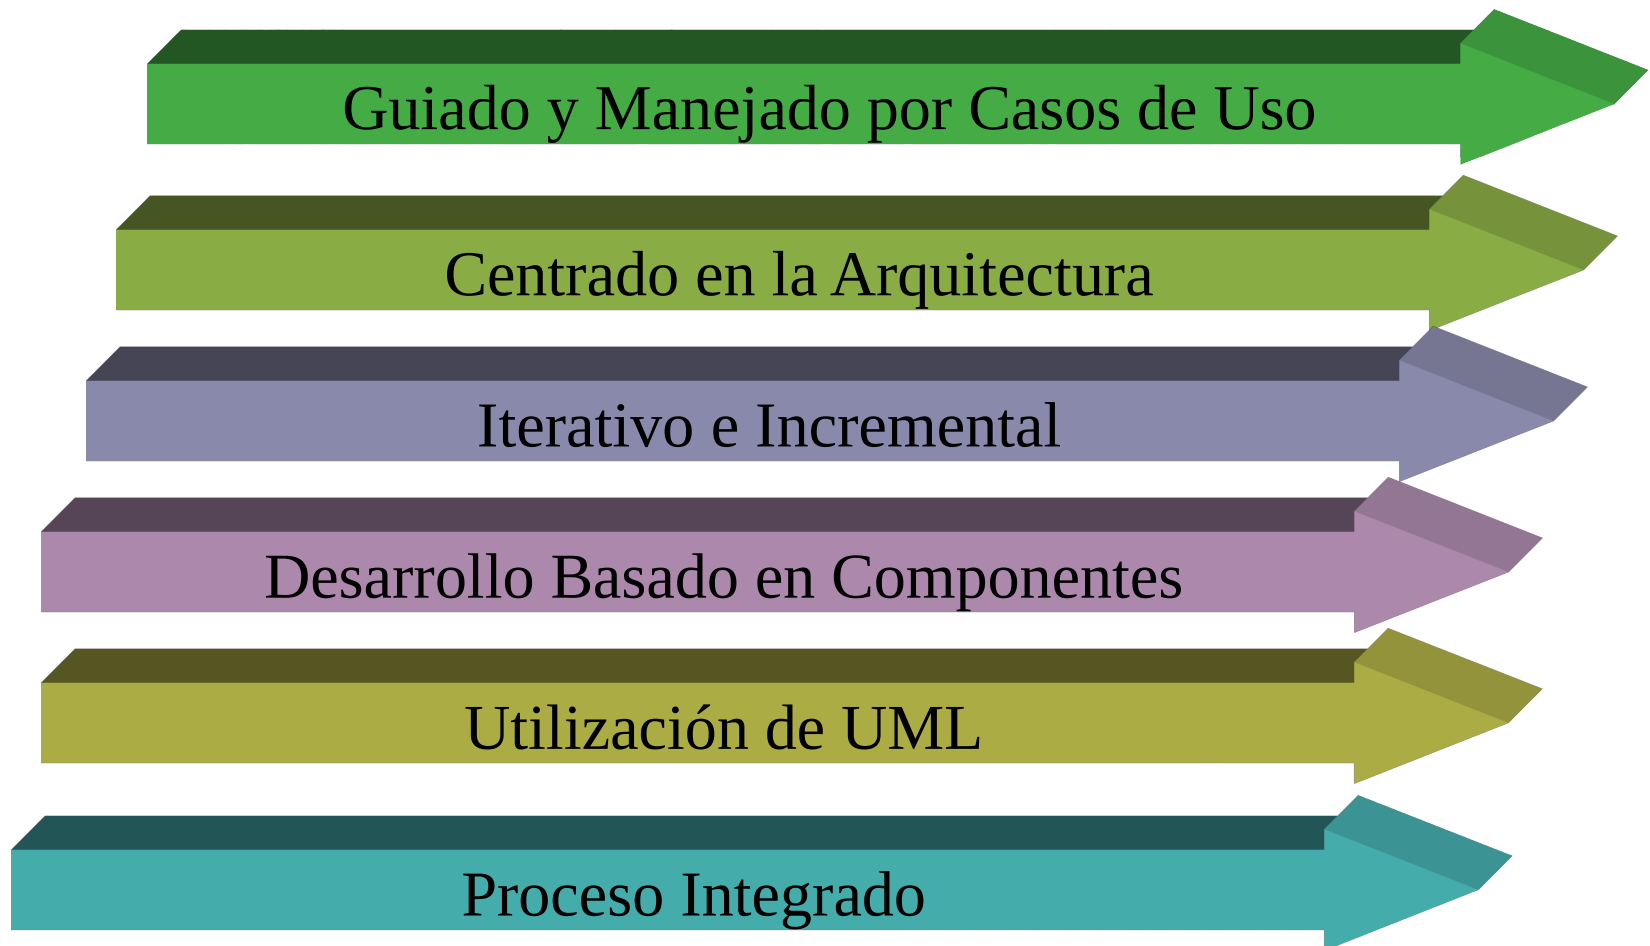 Guiado y Manejado por Casos de Uso
Centrado en la Arquitectura
Iterativo e Incremental
Desarrollo Basado en Componentes
Utilización de UML
Proceso Integrado